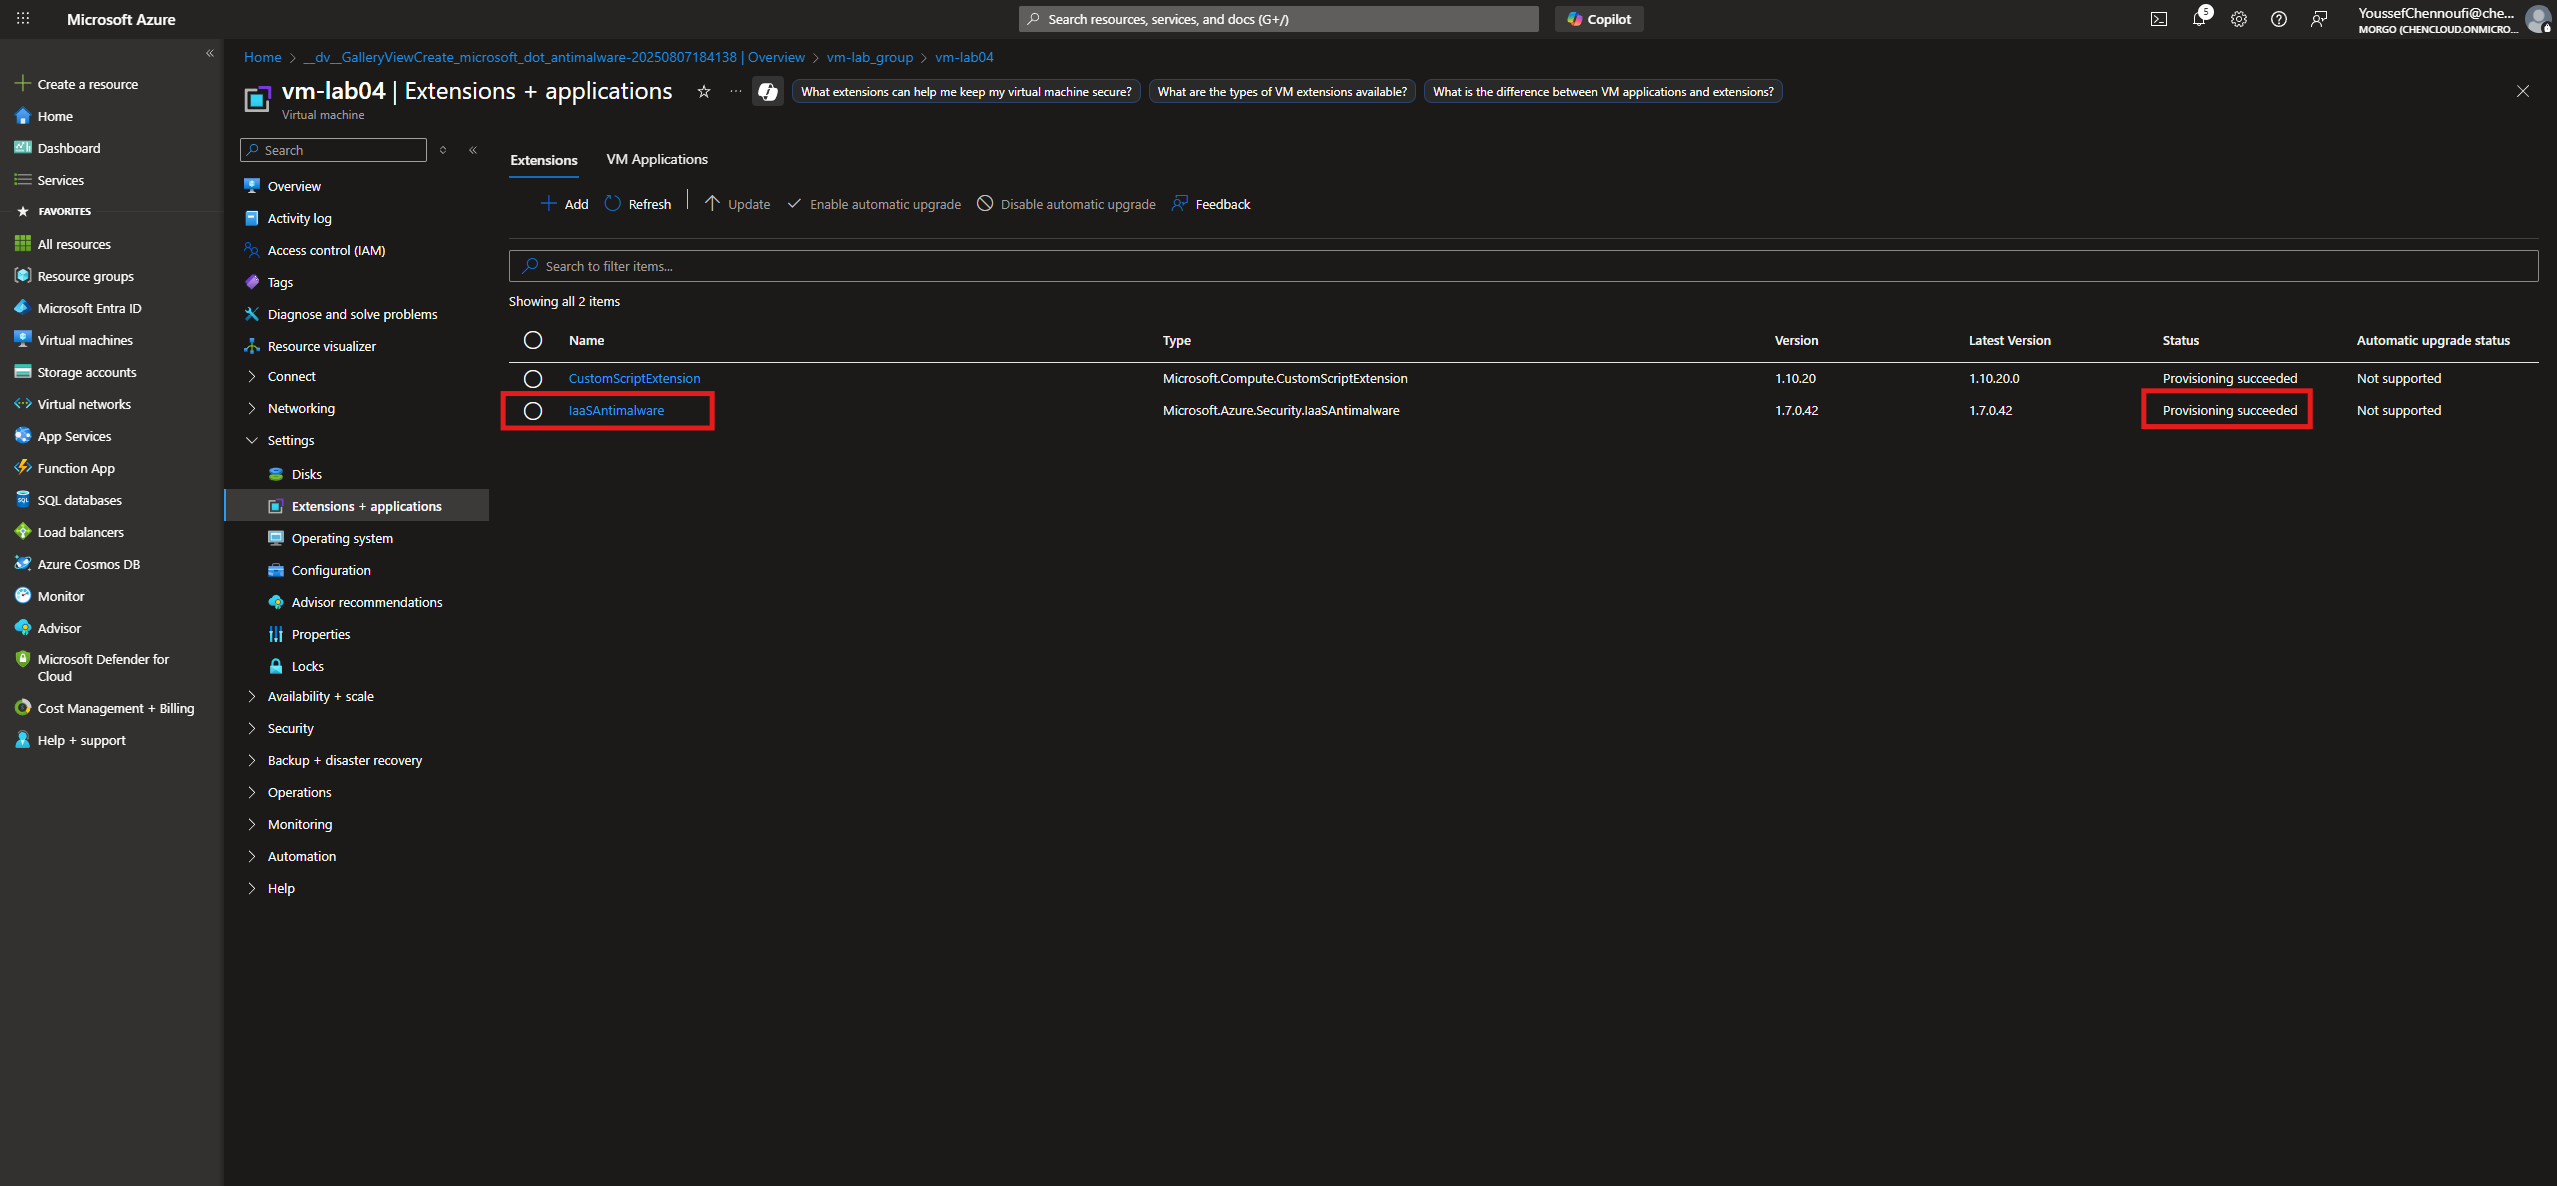 Microsoft Azure
Search resources, services, and docs (G+/)
Copilot
5
YoussefChennoufi@che...
MORGO (CHENCLOUD.ONMICRO...
Create a resource
Home
Dashboard
Services
FAVORITES
All resources
Resource groups
Microsoft Entra ID
Virtual machines
Storage accounts
Virtual networks
App Services
Function App
SQL databases
Load balancers
Azure Cosmos DB
Monitor
Advisor
Microsoft Defender for
Cloud
Cost Management + Billing
Help + support
Home > __dv__GalleryViewCreate_microsoft_dot_antimalware-20250807184138 | Overview > vm-lab_group > vm-lab04
vm-lab04 | Extensions + applications
Virtual machine
What extensions can help me keep my virtual machine secure?
What are the types of VM extensions available?
What is the difference between VM applications and extensions?
Search
Overview
Activity log
Access control (IAM)
Tags
Diagnose and solve problems
Resource visualizer
Connect
Networking
Settings
Disks
Extensions + applications
Operating system
Configuration
Advisor recommendations
Properties
Locks
Availability + scale
Security
Backup + disaster recovery
Operations
Monitoring
Automation
Help
Extensions VM Applications
Add Refresh Update Enable automatic upgrade Disable automatic upgrade Feedback
Search to filter items...
Showing all 2 items
Name Type Version Latest Version Status Automatic upgrade status
CustomScriptExtension Microsoft.Compute.CustomScriptExtension 1.10.20 1.10.20.0 Provisioning succeeded Not supported
IaaSAntimalware Microsoft.Azure.Security.IaaSAntimalware 1.7.0.42 1.7.0.42 Provisioning succeeded Not supported